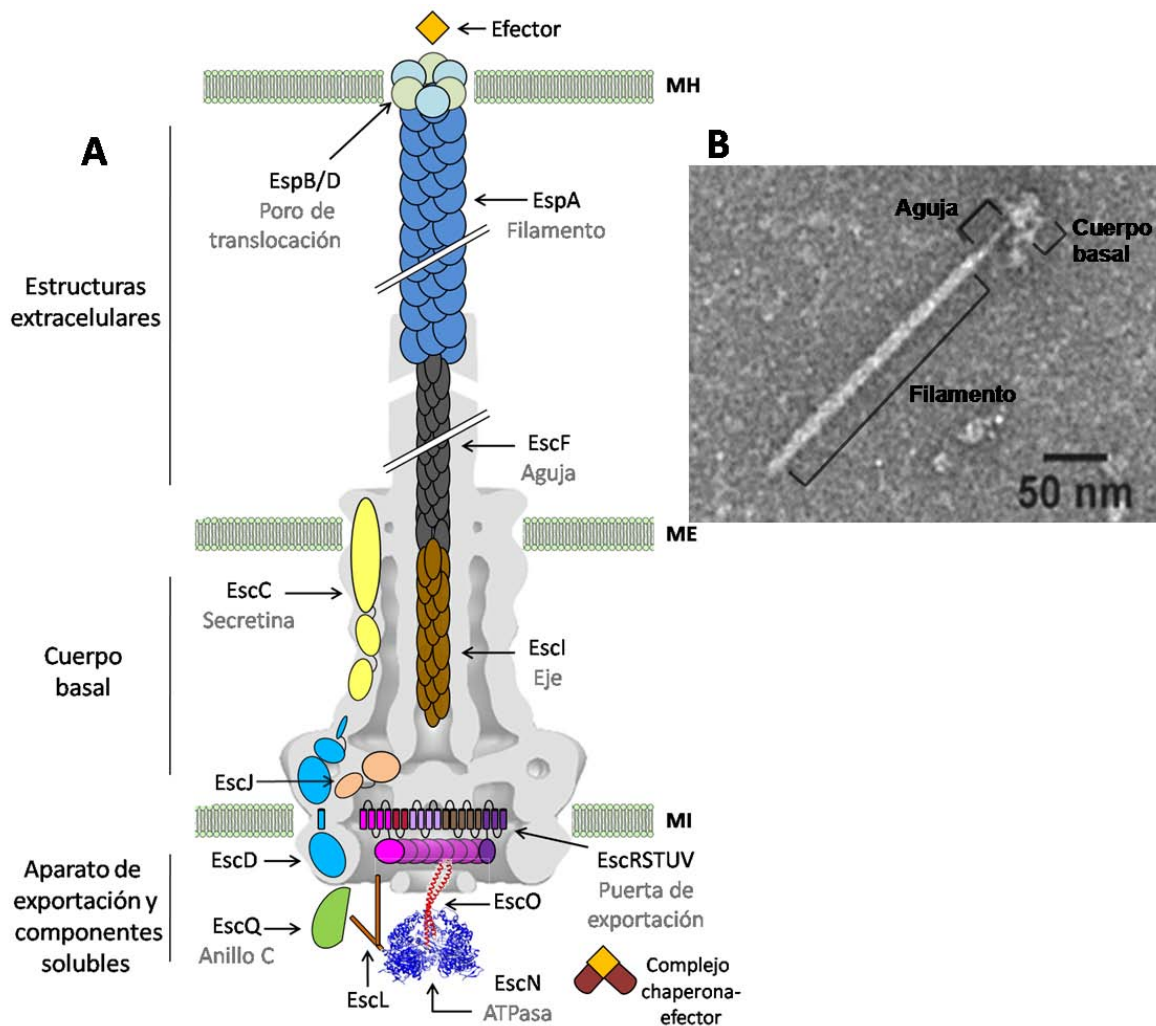 Efector
MH
A
EspB/D
Poro de
translocación
EspA
Filamento
Estructuras
extracelulares
EscF
Aguja
ME
EscC
Secretina
EscI
Eje
Cuerpo
basal
EscJ
MI
EscD
EscRSTUV
Puerta de
exportación
Aparato de
exportación y
componentes
solubles
EscO
EscQ
Anillo C
EscL
EscN
ATPasa
Complejo
chaperona-
efector
B
Aguja
Cuerpo
basal
Filamento
50 nm